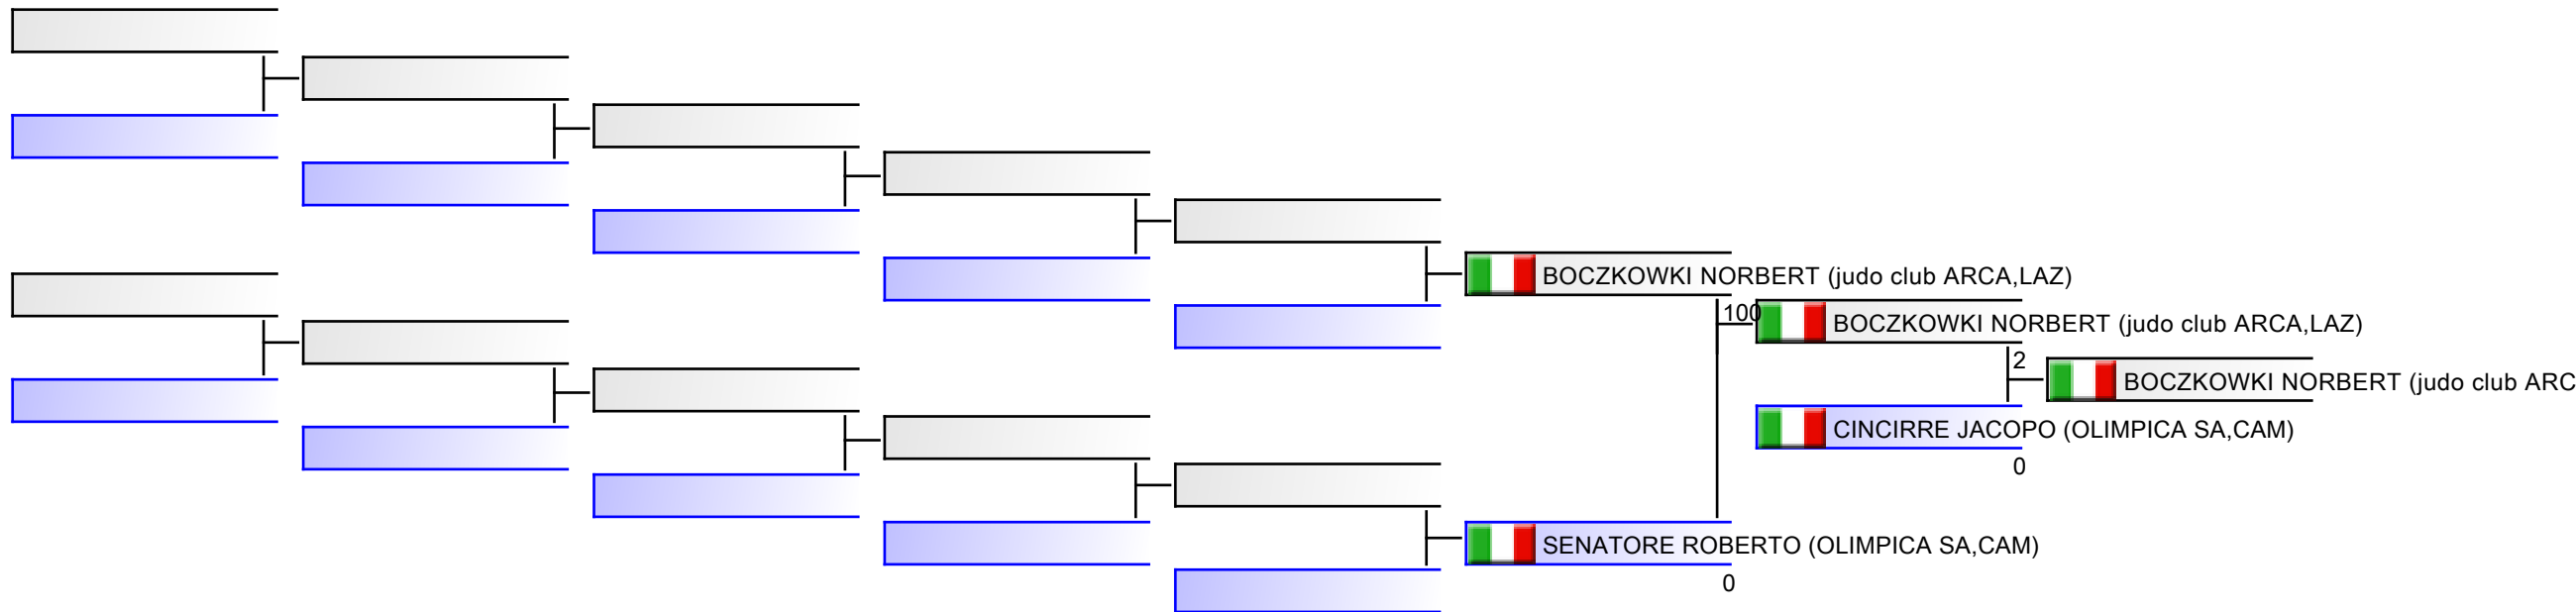 BOCZKOWKI NORBERT (judo club ARCA,LAZ)
100
BOCZKOWKI NORBERT (judo club ARCA,LAZ)
2
BOCZKOWKI NORBERT (judo club ARC
CINCIRRE JACOPO (OLIMPICA SA,CAM)
0
SENATORE ROBERTO (OLIMPICA SA,CAM)
0